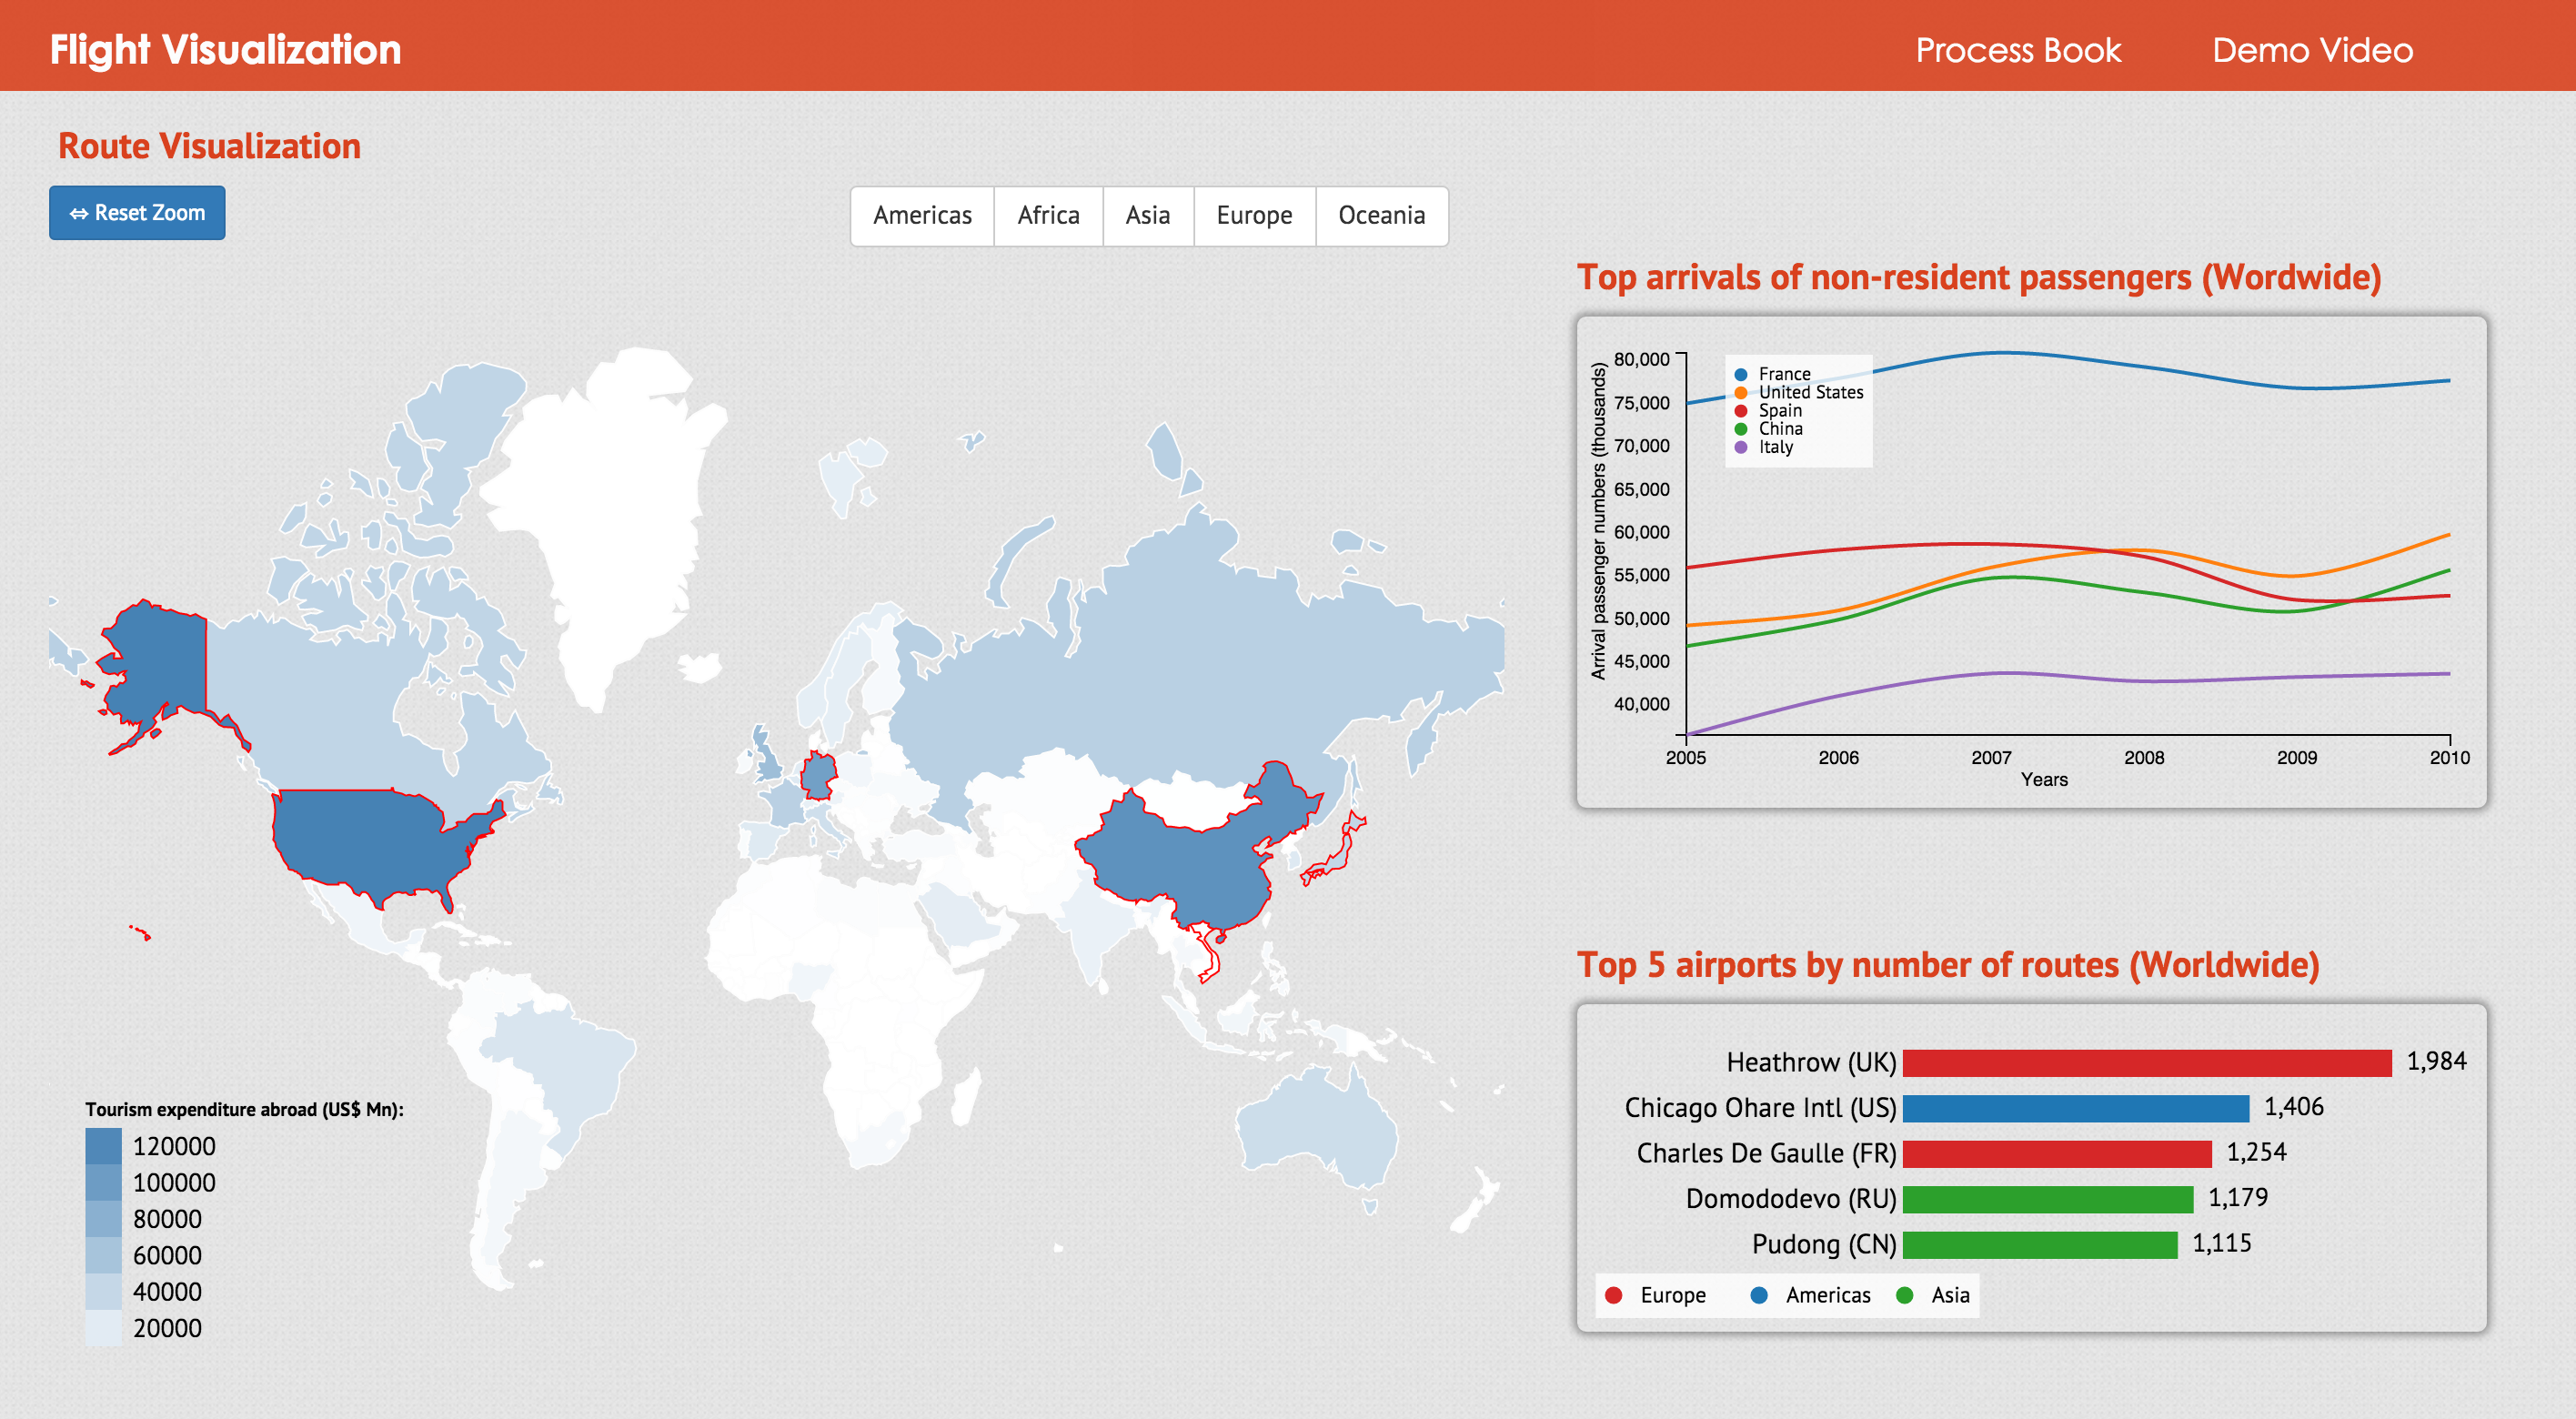 Flight Visualization
Process Book
Demo Video
Route Visualization
⇔ Reset Zoom
Americas
Africa
Asia
Europe
Oceania
Tourism expenditure abroad (US$ Mn):
120000
100000
80000
60000
40000
20000
Top arrivals of non-resident passengers (Wordwide)
Arrival passenger numbers (thousands)
80,000
75,000
70,000
65,000
60,000
55,000
50,000
45,000
40,000
France
United States
Spain
China
Italy
2005 2006 2007 2008 2009 2010
Years
Top 5 airports by number of routes (Worldwide)
Heathrow (UK) 1,984
Chicago Ohare Intl (US) 1,406
Charles De Gaulle (FR) 1,254
Domododevo (RU) 1,179
Pudong (CN) 1,115
Europe Americas Asia